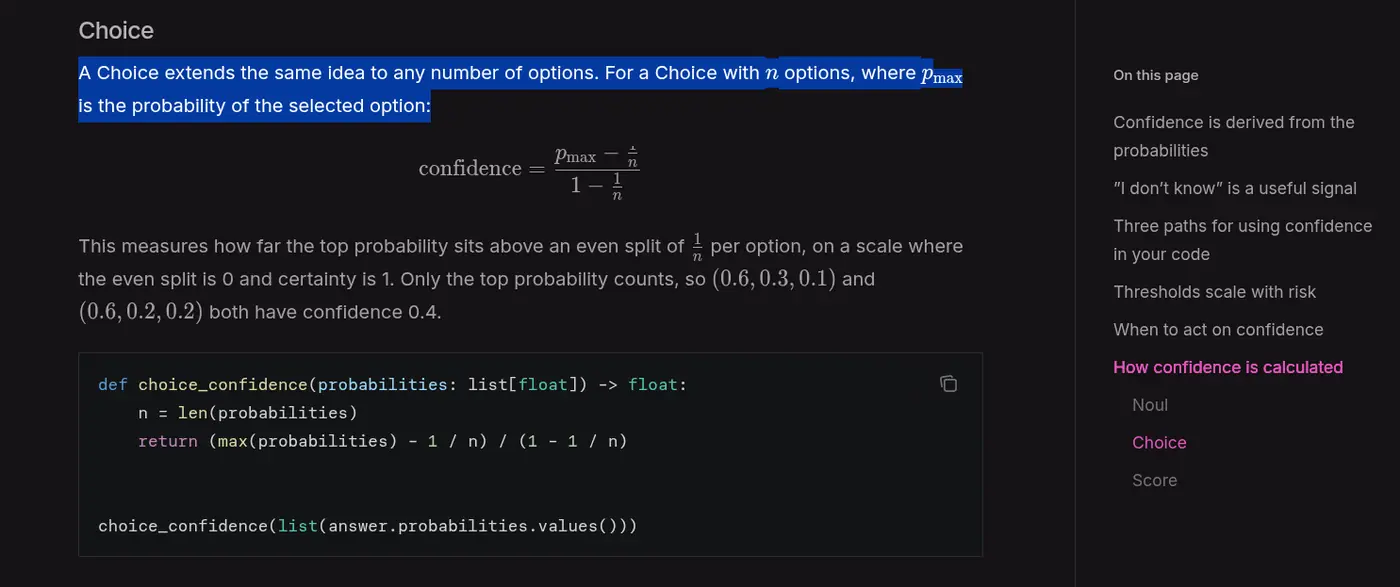 Choice
A Choice extends the same idea to any number of options. For a Choice with n options, where p_max
is the probability of the selected option:
confidence = (p_max − 1/n) / (1 − 1/n)
This measures how far the top probability sits above an even split of 1/n per option, on a scale where
the even split is 0 and certainty is 1. Only the top probability counts, so (0.6, 0.3, 0.1) and
(0.6, 0.2, 0.2) both have confidence 0.4.
def choice_confidence(probabilities: list[float]) -> float:
    n = len(probabilities)
    return (max(probabilities) - 1 / n) / (1 - 1 / n)
choice_confidence(list(answer.probabilities.values()))
On this page
Confidence is derived from the
probabilities
”I don’t know” is a useful signal
Three paths for using confidence
in your code
Thresholds scale with risk
When to act on confidence
How confidence is calculated
Noul
Choice
Score